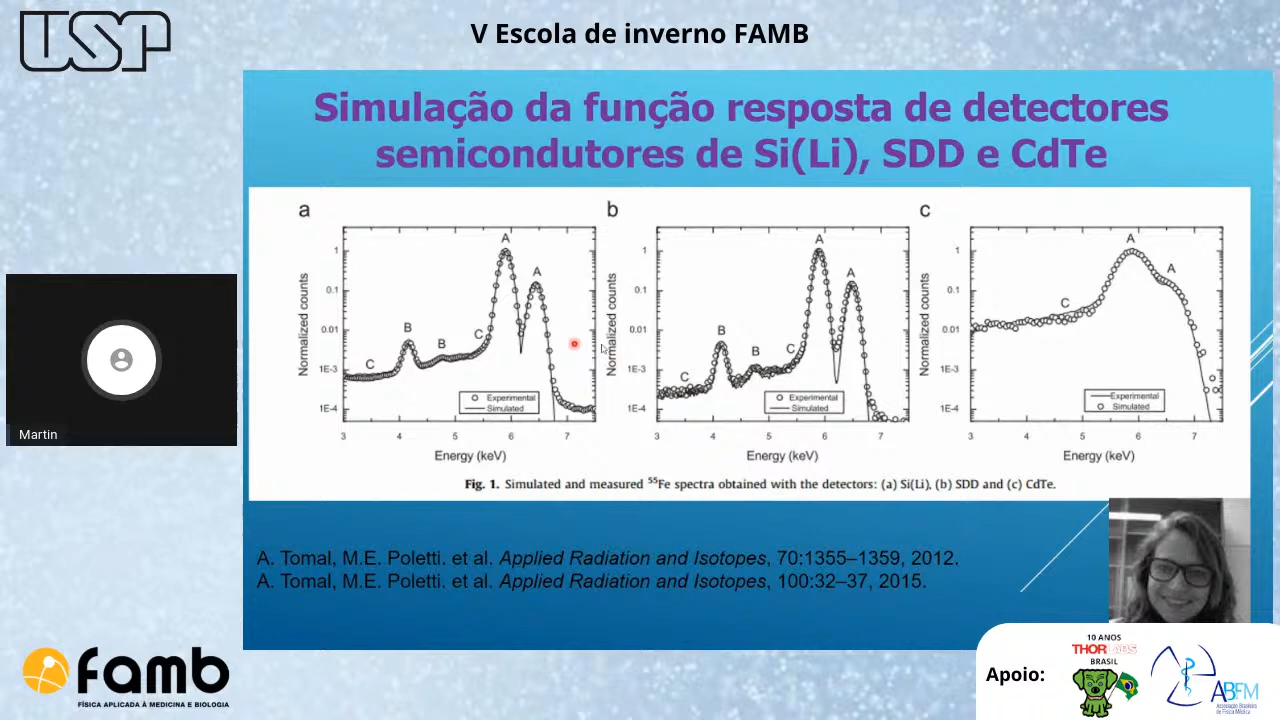 USP
V Escola de inverno FAMB
Simulação da função resposta de detectores
semicondutores de Si(Li), SDD e CdTe
a
b
c
Normalized counts
1
0.1
0.01
1E-3
1E-4
A
A
B
B
C
C
Experimental
Simulated
3 4 5 6 7
Energy (keV)
Normalized counts
1
0.1
0.01
1E-3
1E-4
A
A
B
B
C
C
Experimental
Simulated
3 4 5 6 7
Energy (keV)
Normalized counts
1
0.1
0.01
1E-3
1E-4
A
A
C
Experimental
Simulated
3 4 5 6 7
Energy (keV)
Fig. 1. Simulated and measured ⁵⁵Fe spectra obtained with the detectors: (a) Si(Li), (b) SDD and (c) CdTe.
Martin
A. Tomal, M.E. Poletti. et al. Applied Radiation and Isotopes, 70:1355–1359, 2012.
A. Tomal, M.E. Poletti. et al. Applied Radiation and Isotopes, 100:32–37, 2015.
famb
FÍSICA APLICADA À MEDICINA E BIOLOGIA
Apoio:
10 ANOS
THORLABS
BRASIL
ABFM
Associação Brasileira
de Física Médica